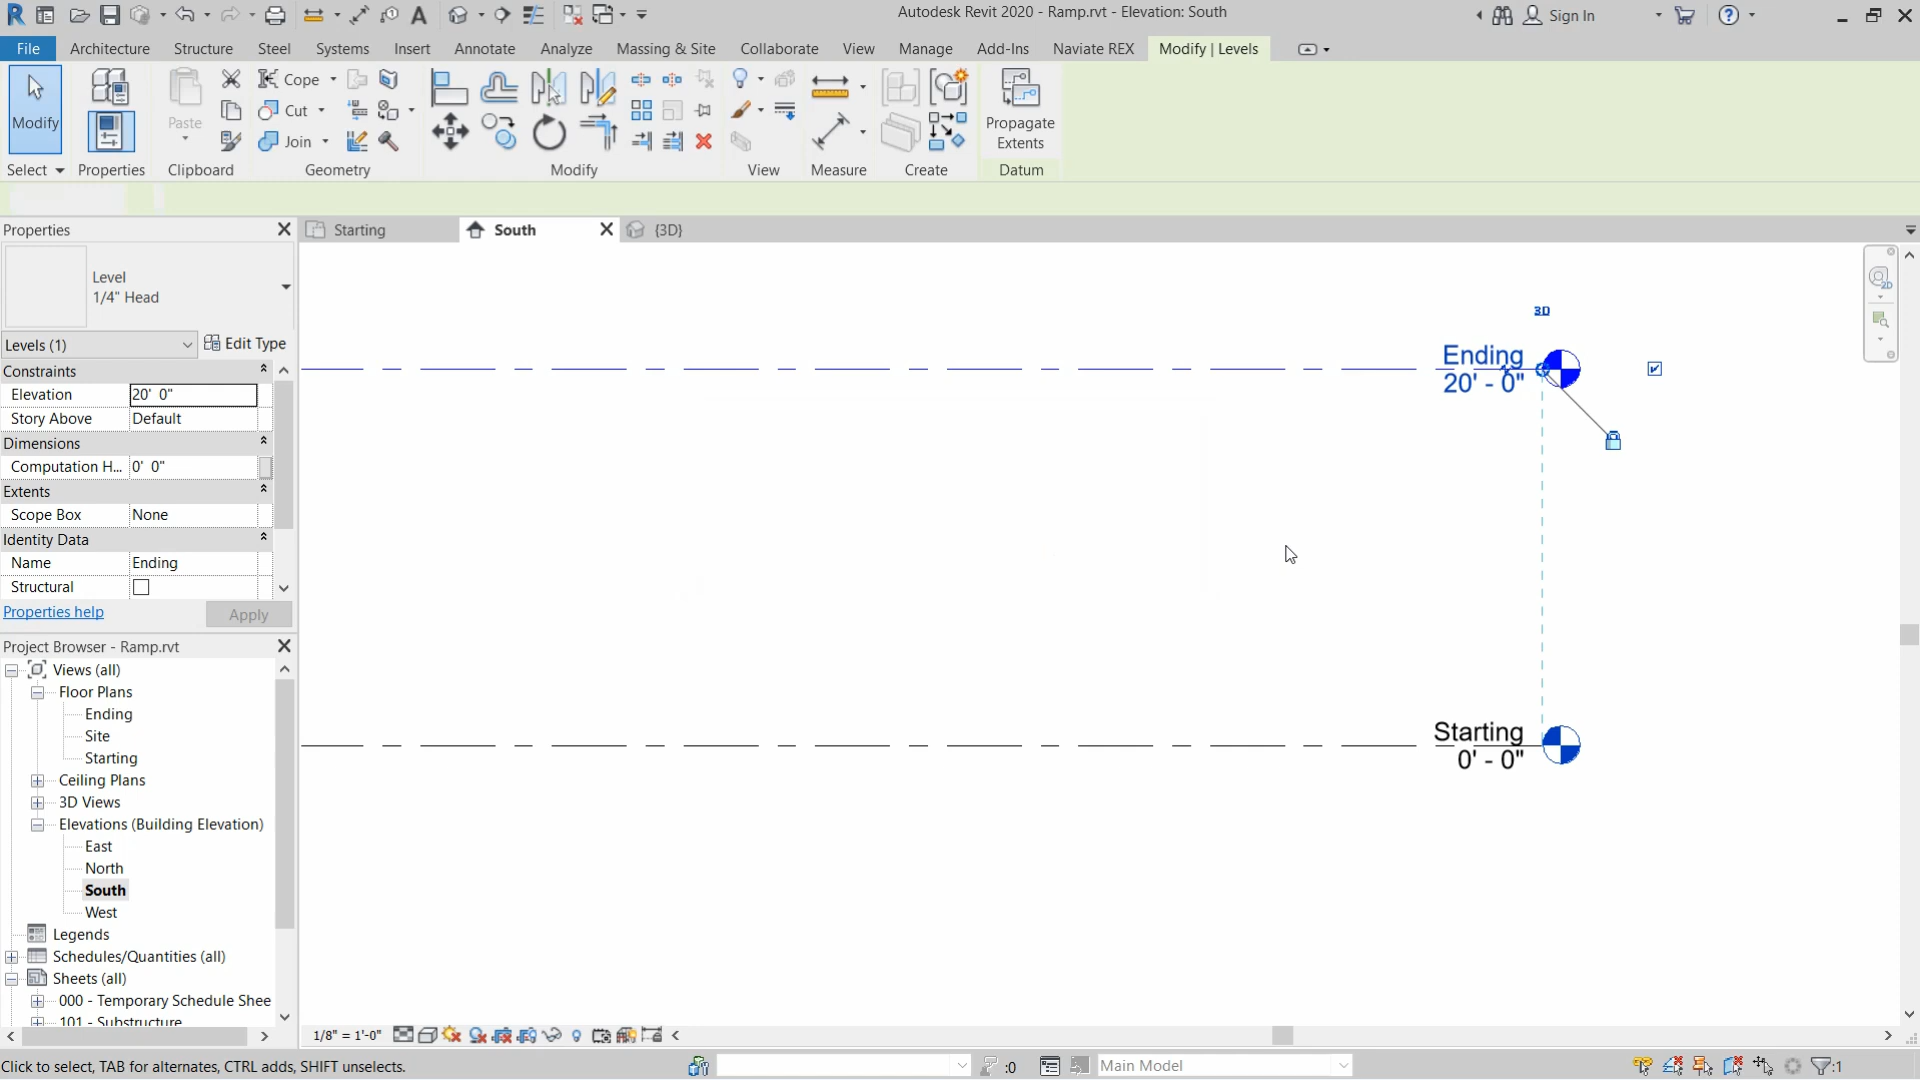 Autodesk Revit 2020 - Ramp.rvt - Elevation: South
Sign In
File
Architecture
Structure
Steel
Systems
Insert
Annotate
Analyze
Massing & Site
Collaborate
View
Manage
Add-Ins
Naviate REX
Modify | Levels
Modify
Paste
Cope
Cut
Join
Propagate
Extents
Select
Properties
Clipboard
Geometry
Modify
View
Measure
Create
Datum
Properties
Starting
South
{3D}
Level
1/4" Head
Levels (1)
Edit Type
Constraints
Elevation
20' 0"
Story Above
Default
Dimensions
Computation H...
0' 0"
Extents
Scope Box
None
Identity Data
Name
Ending
Structural
Properties help
Apply
Project Browser - Ramp.rvt
Views (all)
Floor Plans
Ending
Site
Starting
Ceiling Plans
3D Views
Elevations (Building Elevation)
East
North
South
West
Legends
Schedules/Quantities (all)
Sheets (all)
000 - Temporary Schedule Shee
101 - Substructure
3D
Ending
20' - 0"
Starting
0' - 0"
2D
1/8" = 1'-0"
Click to select, TAB for alternates, CTRL adds, SHIFT unselects.
:0
Main Model
:1